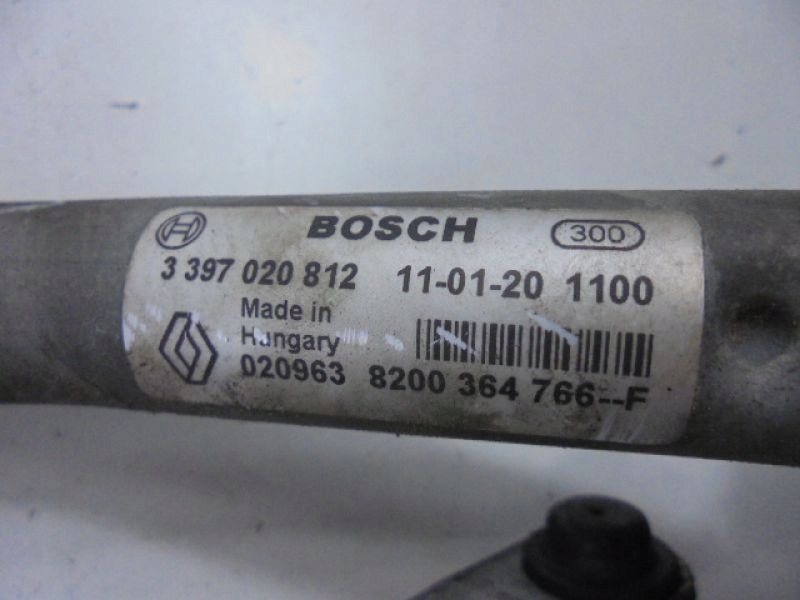 BOSCH 300
3 397 020 812 11-01-20 1100
Made in
Hungary
020963 8200 364 766--F